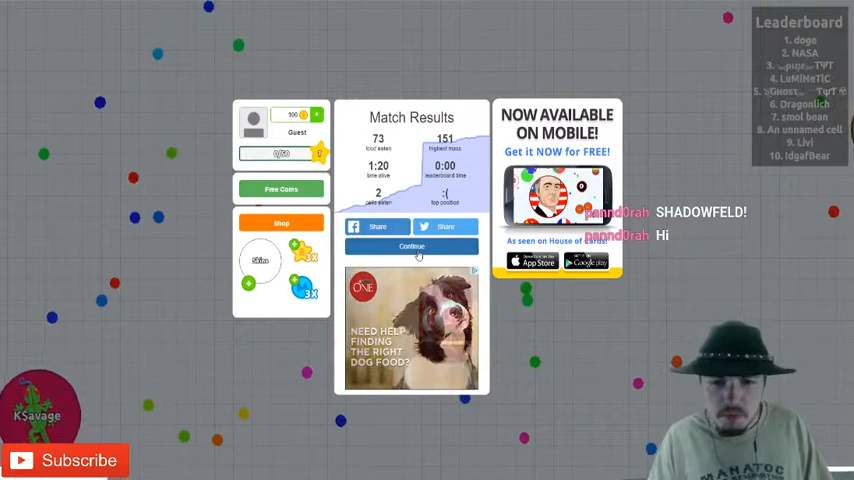 Leaderboard
1. doge
2. NASA
4. LuMiNeTiC
6. Dragonlich
7. smol bean
8. An unnamed cell
9. Livi
10. IdgafBear
100
Guest
0/50
Free Coins
Shop
Skins
3X
3X
Match Results
73
food eaten
151
highest mass
1:20
time alive
0:00
leaderboard time
2
cells eaten
:(
top position
Share
Share
Continue
ONE
NEED HELP
FINDING
THE RIGHT
DOG FOOD?
NOW AVAILABLE
ON MOBILE!
Get it NOW for FREE!
As seen on House of Cards!
App Store
Google play
pannd0rah SHADOWFELD!
pannd0rah Hi
KSavage
Subscribe
MANATOC